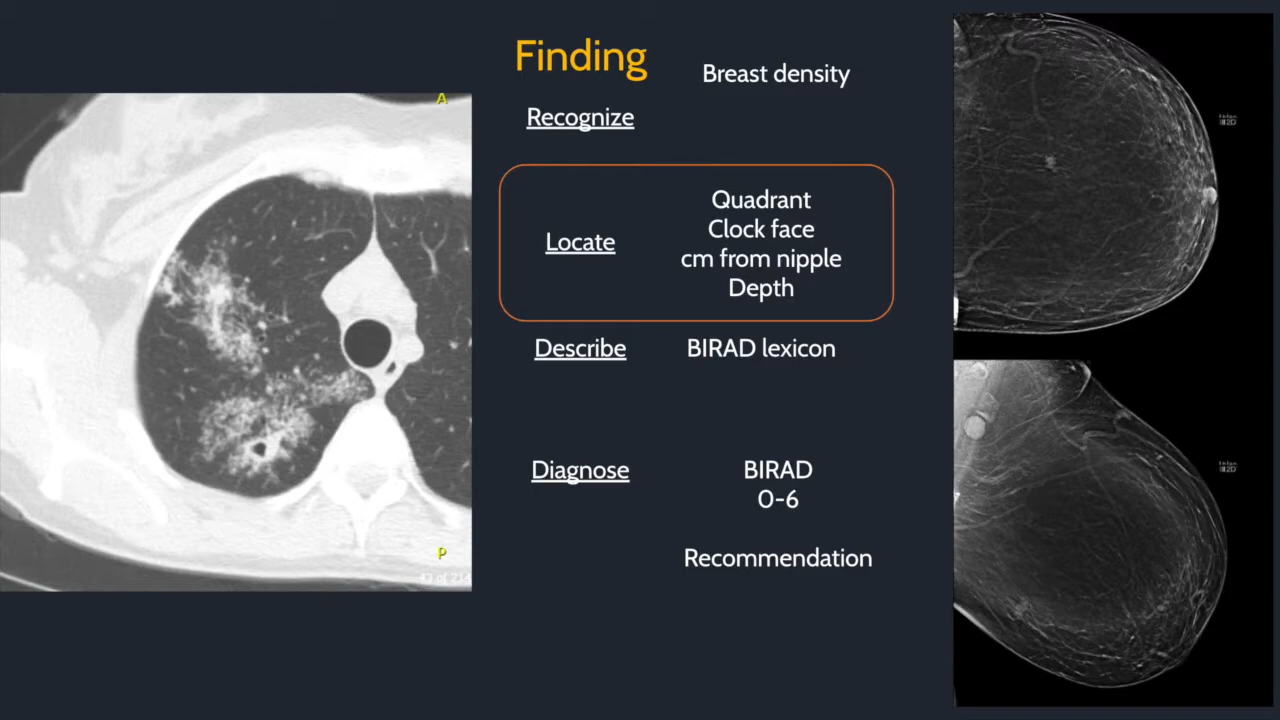 Finding
Breast density
Recognize
Quadrant
Clock face
Locate
cm from nipple
Depth
Describe
BIRAD lexicon
Diagnose
BIRAD
0-6
Recommendation
A
P